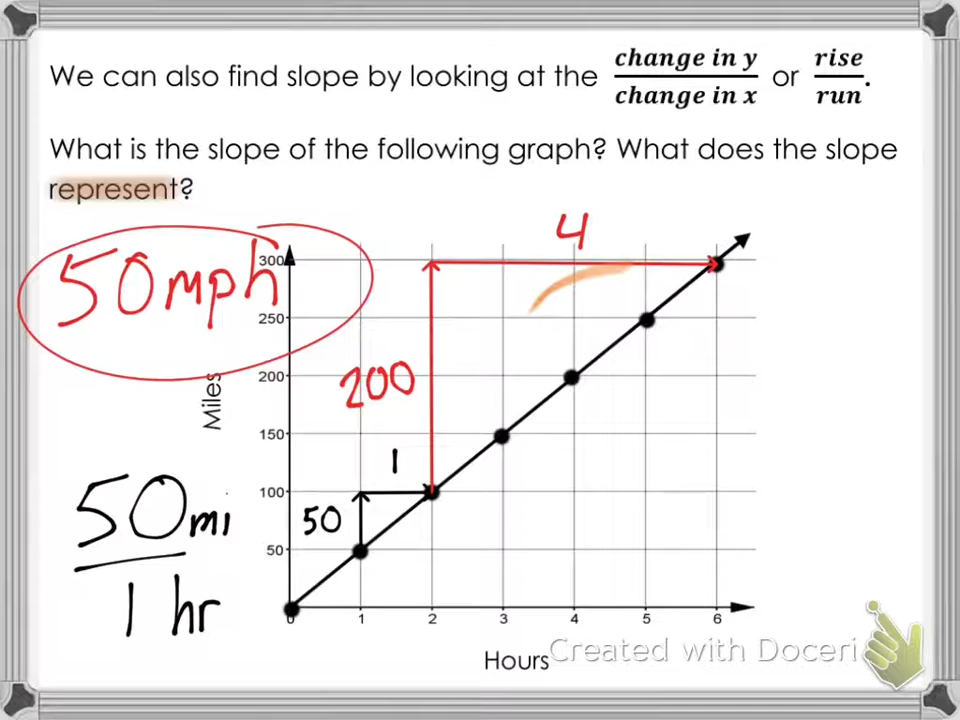 We can also find slope by looking at the change in y / change in x or rise / run.
What is the slope of the following graph? What does the slope
represent?
50mph
4
300
250
200
200
150
100
50
50
1
Miles
50mi
1 hr
0 1 2 3 4 5 6
Hours
Created with Doceri